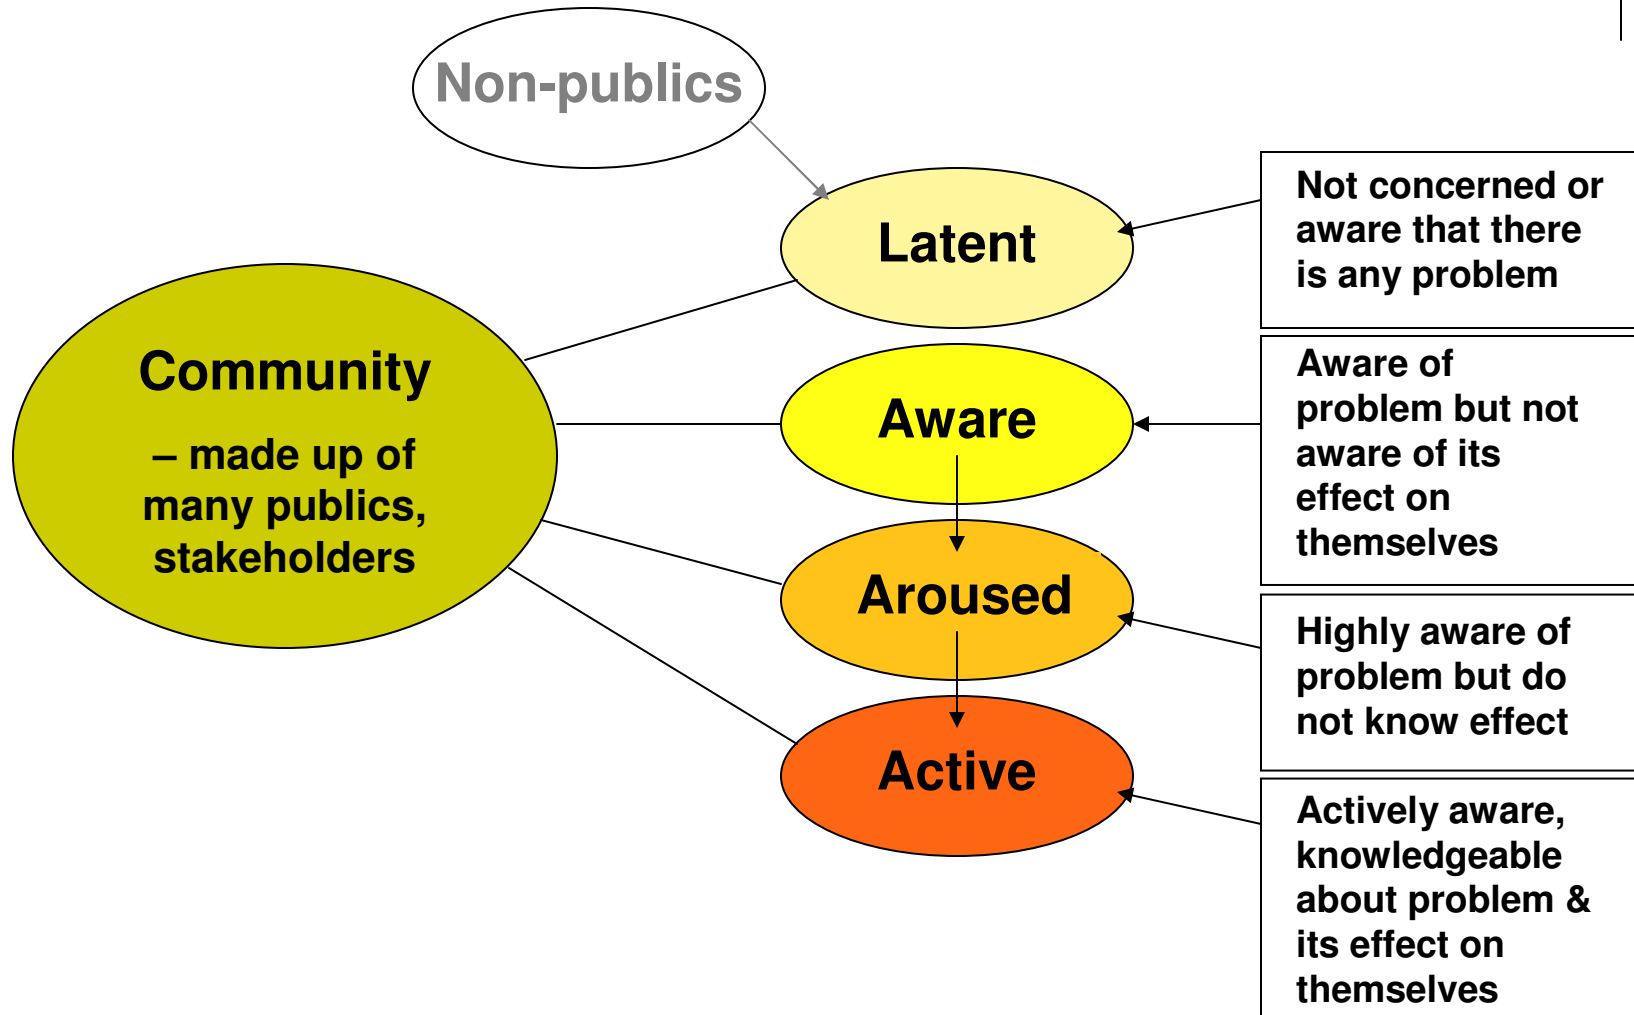 Non-publics
Latent
Not concerned or
aware that there
is any problem
Community
– made up of
many publics,
stakeholders
Aware
Aware of
problem but not
aware of its
effect on
themselves
Aroused
Highly aware of
problem but do
not know effect
Active
Actively aware,
knowledgeable
about problem &
its effect on
themselves